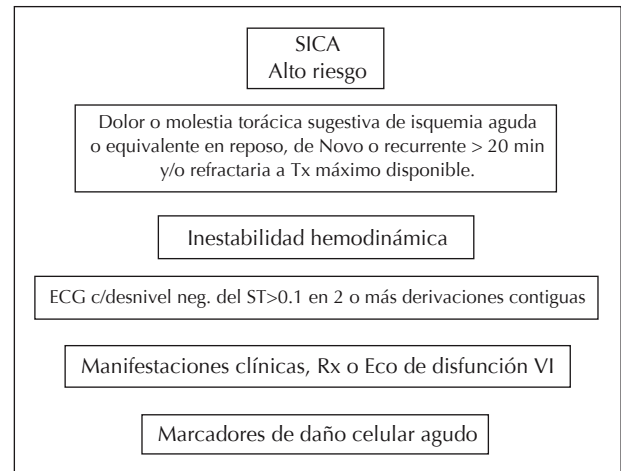 SICA
Alto riesgo
Dolor o molestia torácica sugestiva de isquemia aguda
o equivalente en reposo, de Novo o recurrente > 20 min
y/o refractaria a Tx máximo disponible.
Inestabilidad hemodinámica
ECG c/desnivel neg. del ST>0.1 en 2 o más derivaciones contiguas
Manifestaciones clínicas, Rx o Eco de disfunción VI
Marcadores de daño celular agudo